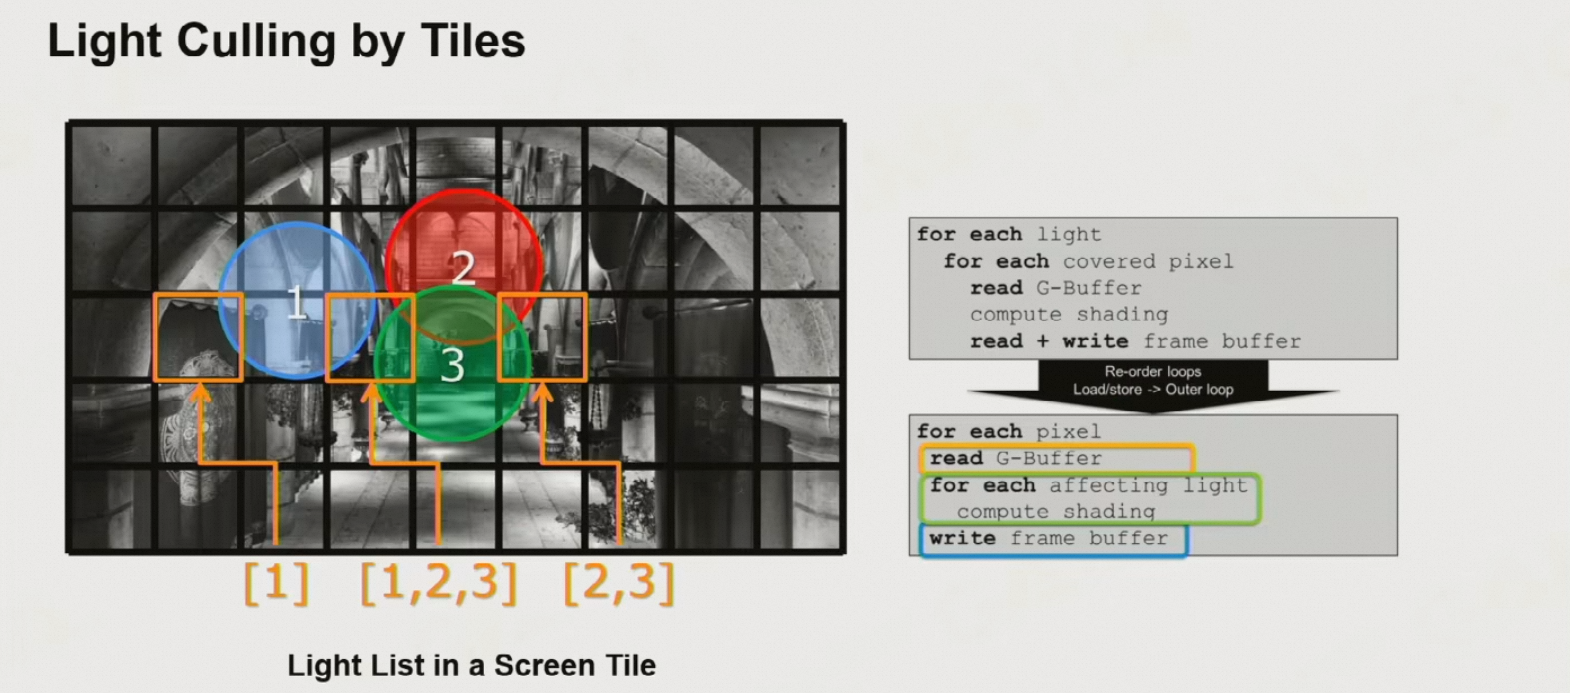 Light Culling by Tiles
1
2
3
[1]
[1,2,3]
[2,3]
Light List in a Screen Tile
for each light
for each covered pixel
read G-Buffer
compute shading
read + write frame buffer
Re-order loops
Load/store -> Outer loop
for each pixel
read G-Buffer
for each affecting light
compute shading
write frame buffer